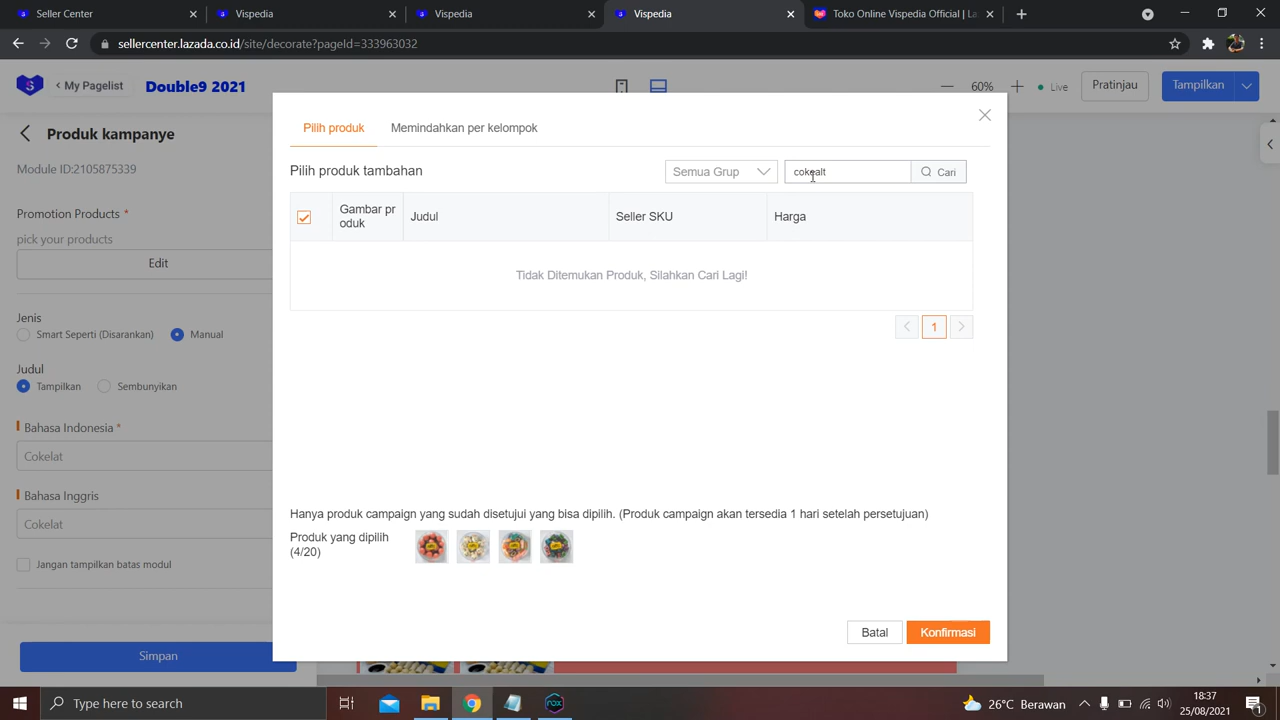 Seller Center
Vispedia
Vispedia
Vispedia
Toko Online Vispedia Official | La
sellercenter.lazada.co.id/site/decorate?pageId=333963032
My Pagelist
Double9 2021
60%
Live
Pratinjau
Tampilkan
Produk kampanye
Module ID:2105875339
Promotion Products *
pick your products
Edit
Jenis
Smart Seperti (Disarankan)
Manual
Judul
Tampilkan
Sembunyikan
Bahasa Indonesia *
Cokelat
Bahasa Inggris
Cokelat
Jangan tampilkan batas modul
Simpan
Pilih produk
Memindahkan per kelompok
Pilih produk tambahan
Semua Grup
cokealt
Cari
Gambar pr
oduk
Judul
Seller SKU
Harga
Tidak Ditemukan Produk, Silahkan Cari Lagi!
1
Hanya produk campaign yang sudah disetujui yang bisa dipilih. (Produk campaign akan tersedia 1 hari setelah persetujuan)
Produk yang dipilih
(4/20)
Batal
Konfirmasi
Type here to search
nox
26°C Berawan
18:37
25/08/2021
1